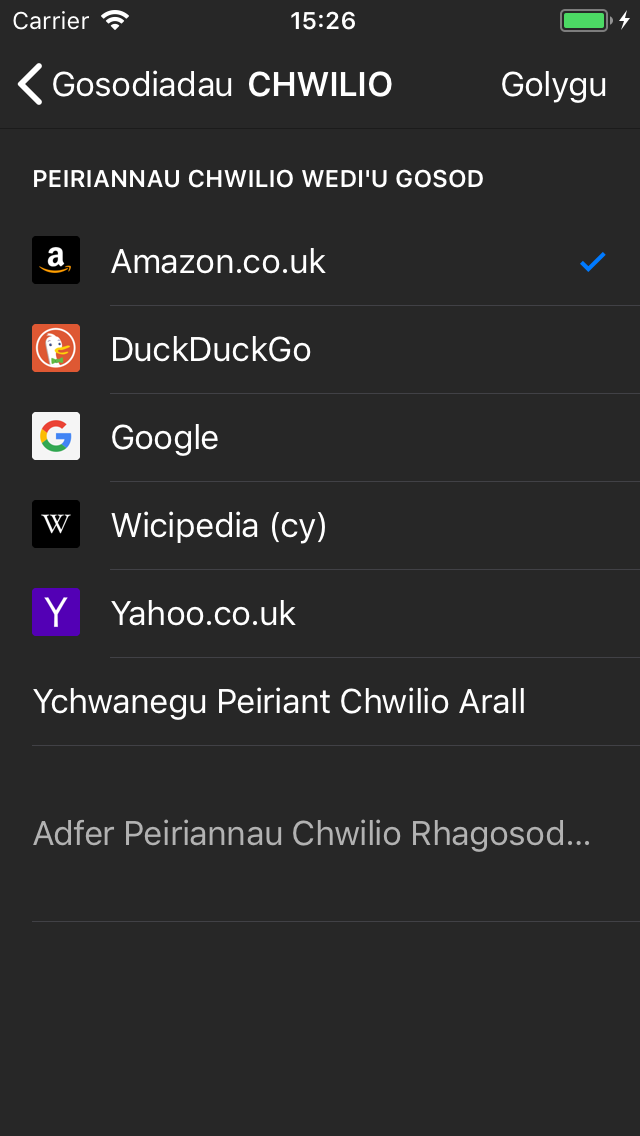 Carrier 15:26
Gosodiadau CHWILIO Golygu
PEIRIANNAU CHWILIO WEDI'U GOSOD
a Amazon.co.uk
DuckDuckGo
G Google
W Wicipedia (cy)
Y Yahoo.co.uk
Ychwanegu Peiriant Chwilio Arall
Adfer Peiriannau Chwilio Rhagosod...